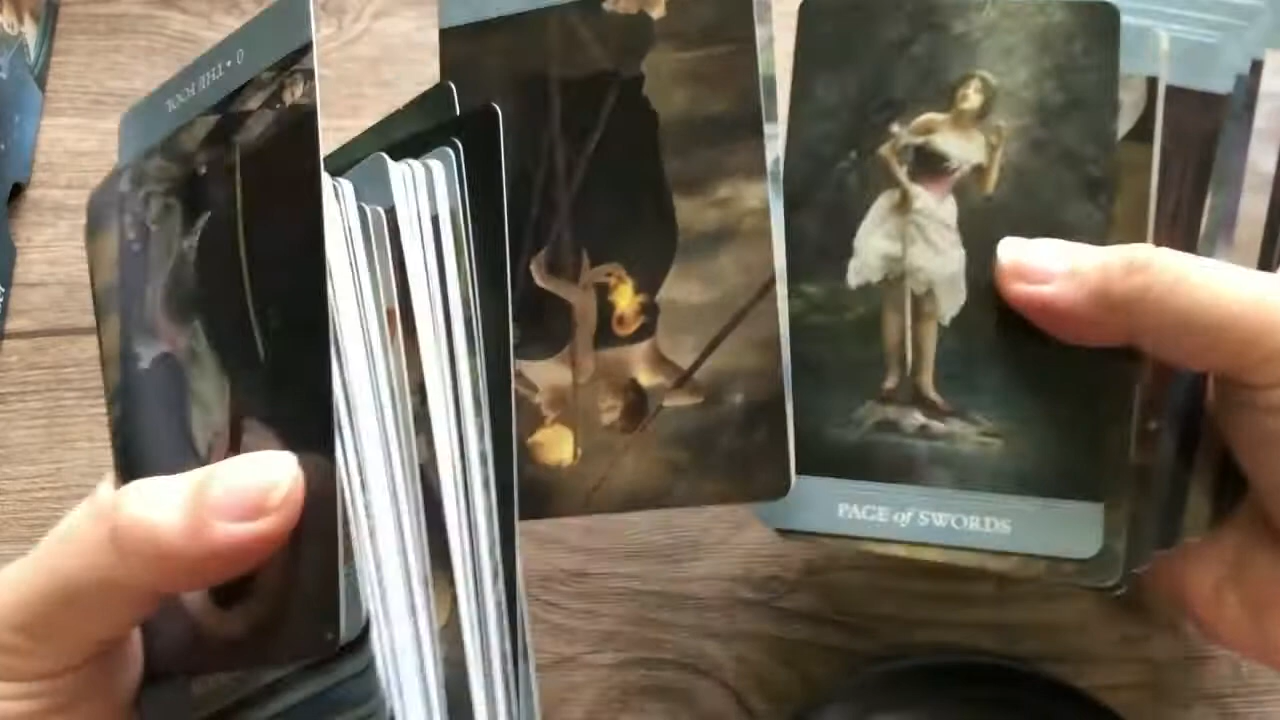 0 • THE FOOL
PAGE of SWORDS